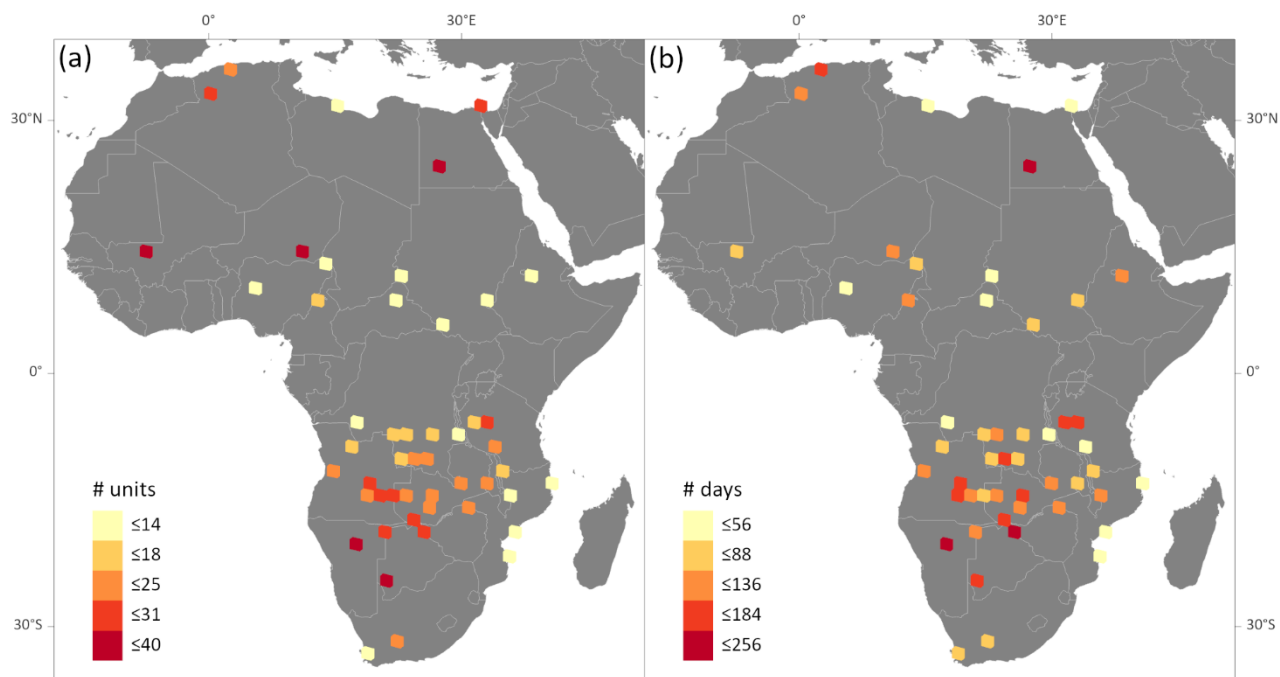 0° 30°E 0° 30°E
(a) (b)
30°N 30°N
0° 0°
# units # days
≤14 ≤56
≤18 ≤88
≤25 ≤136
≤31 ≤184
≤40 ≤256
30°S 30°S